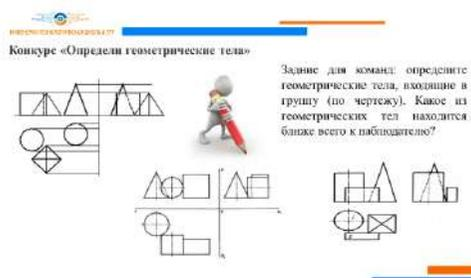 Конкурс «Определи геометрические тела»
Задние для команд: определите
геометрические тела, входящие в
группу (по чертежу). Какое из
геометрических тел находится
ближе всего к наблюдателю?